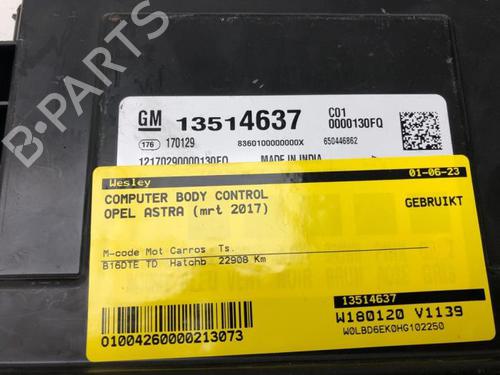 B-PARTS
GM 13514637 C01
0000130FQ
176 170129 8360100000000X 650446862
12170290000130FQ MADE IN INDIA
Wesley 01-06-23
COMPUTER BODY CONTROL
OPEL ASTRA (mrt 2017) GEBRUIKT
M-code Mot Carros Ts.
B16DTE TD Hatchb 22908 Km
13514637
W180120 V1139
W0LBD6EK0HG102250
01004260000213073